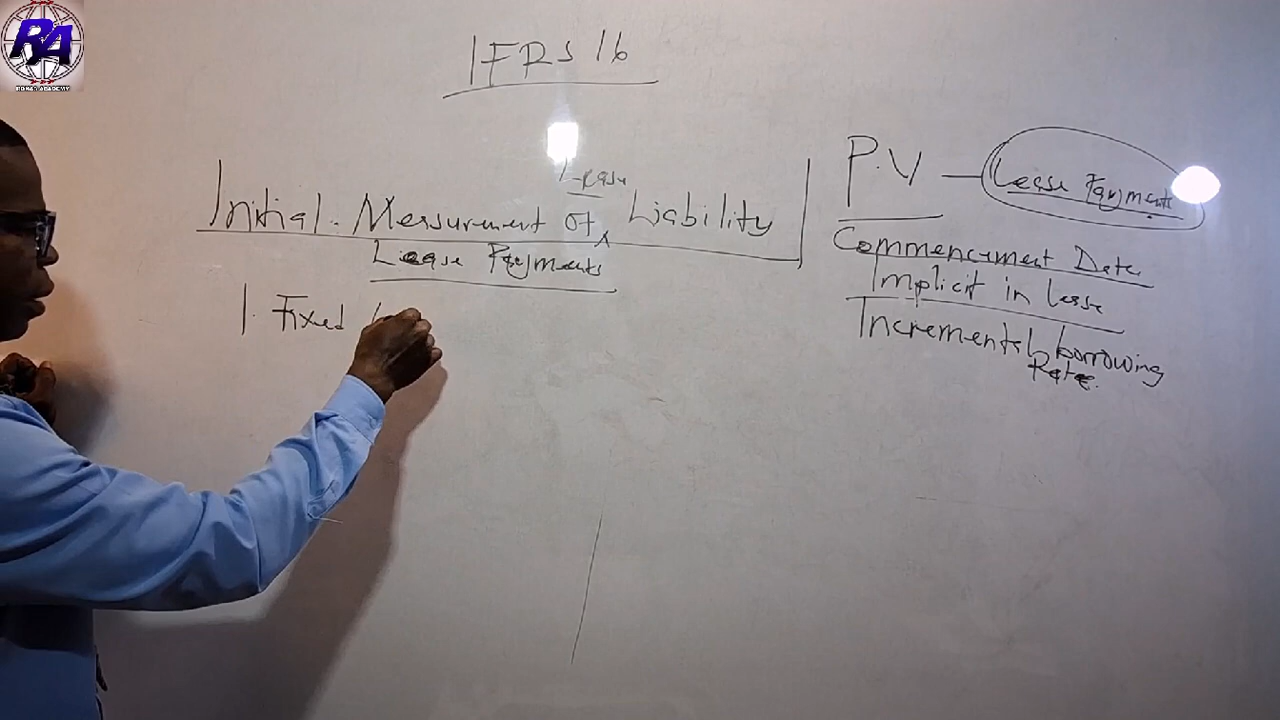 RA
IFRS 16
Initial. Measurement of Lease Liability
Lease Payments
1. Fixed
P.V — Lease Payments
Commencement Date
Implicit in lease
Incremental borrowing
Rate.